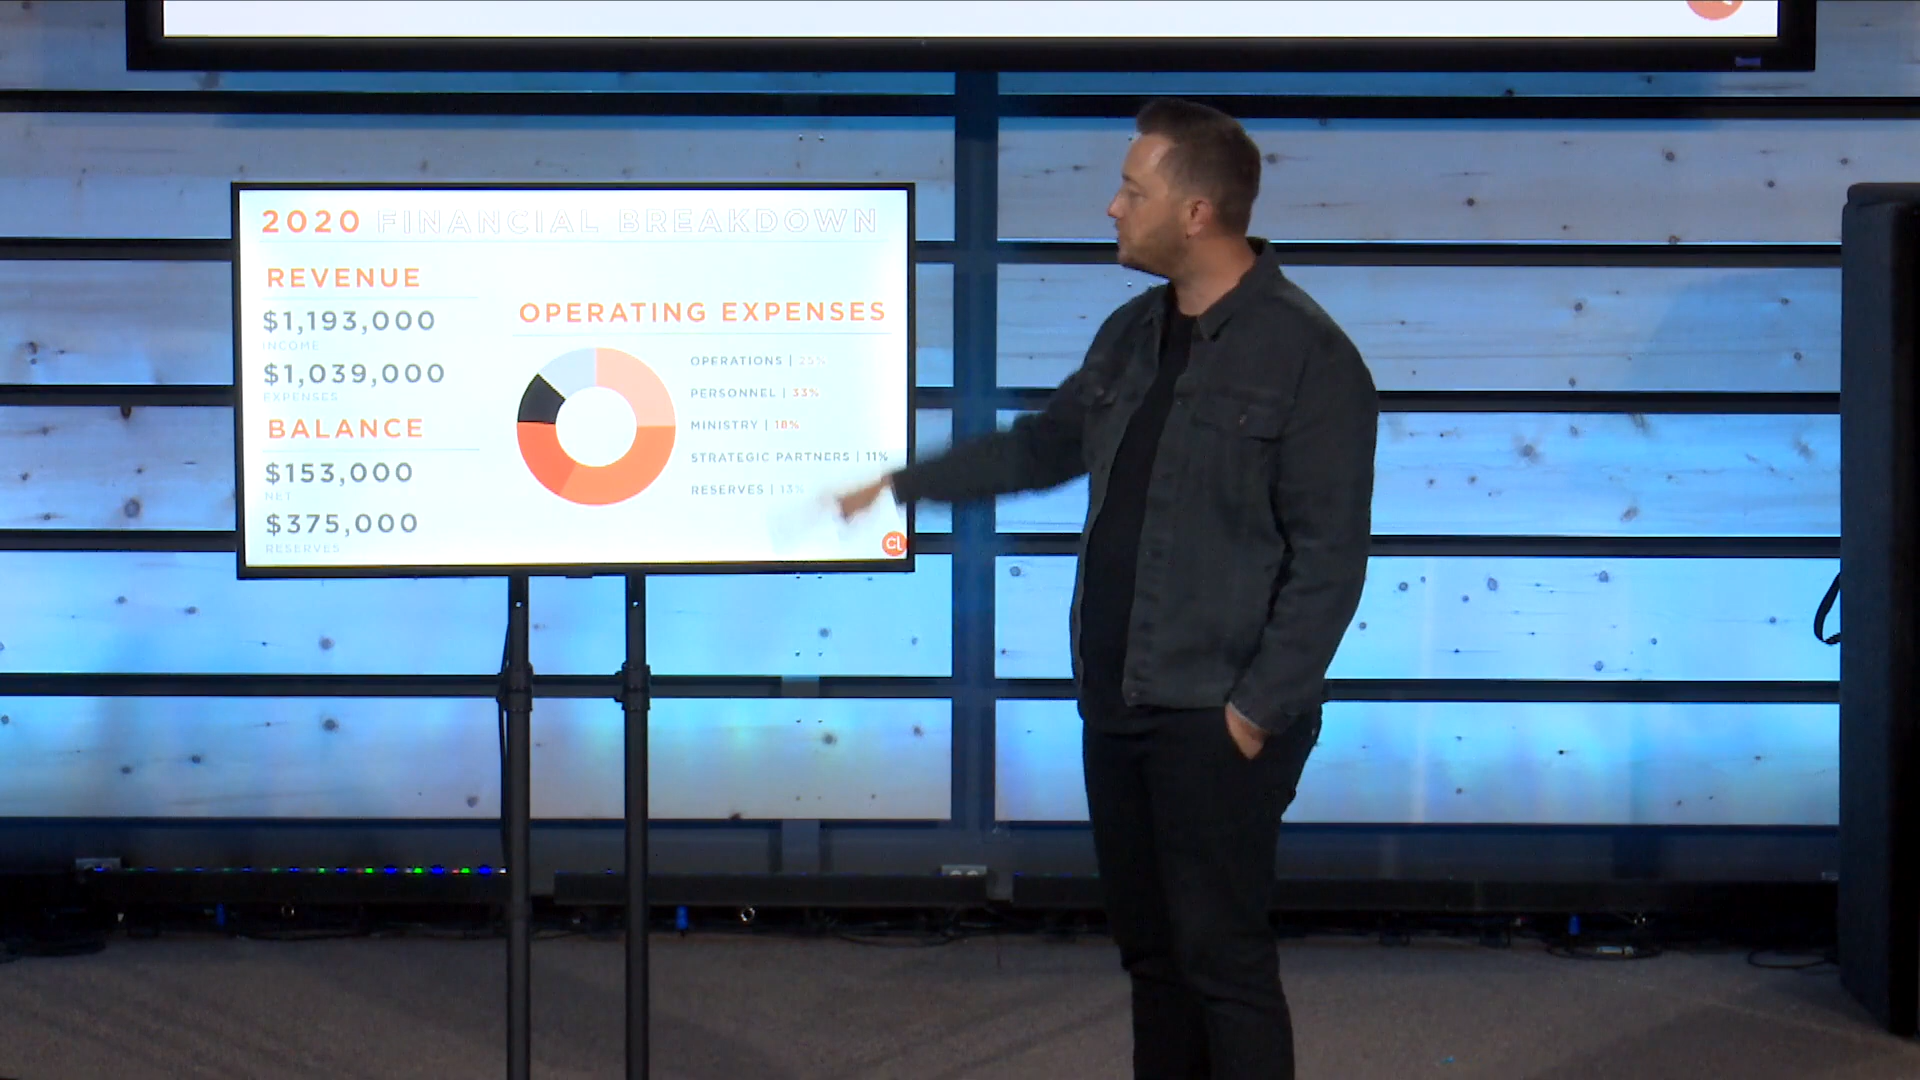 2020 FINANCIAL BREAKDOWN
REVENUE
$1,193,000
INCOME
$1,039,000
EXPENSES
BALANCE
$153,000
NET
$375,000
RESERVES
OPERATING EXPENSES
OPERATIONS | 25%
PERSONNEL | 33%
MINISTRY | 18%
STRATEGIC PARTNERS | 11%
RESERVES | 13%
CL